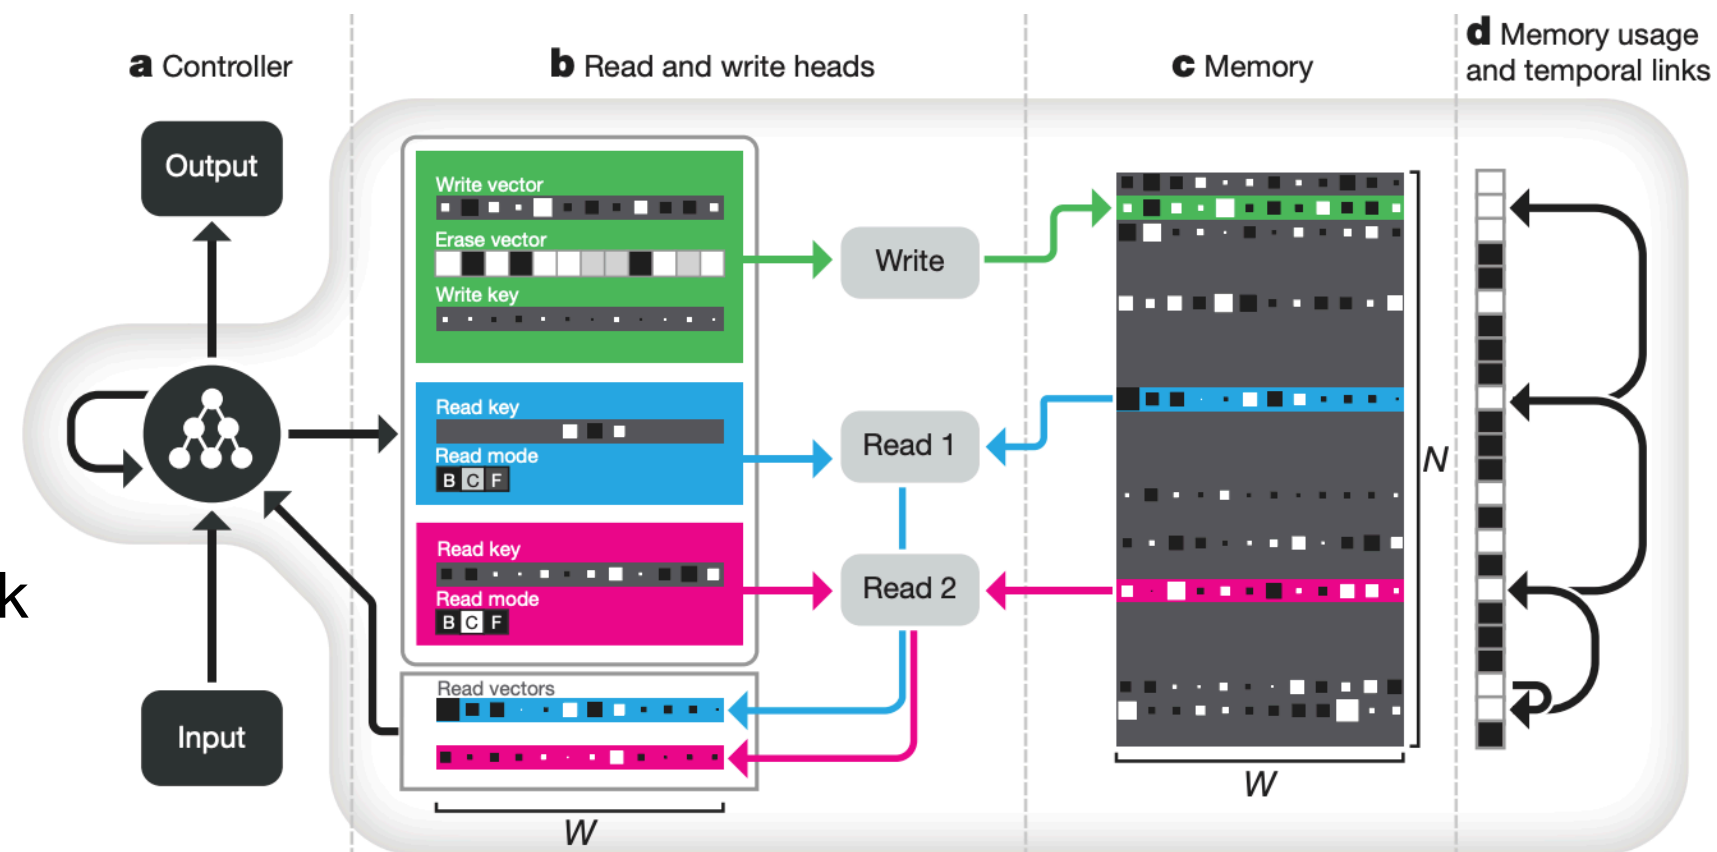 a Controller
b Read and write heads
c Memory
d Memory usage
and temporal links
Output
Input
k
Write vector
Erase vector
Write key
Read key
Read mode
B C F
Read key
Read mode
B C F
Read vectors
W
Write
Read 1
Read 2
N
W